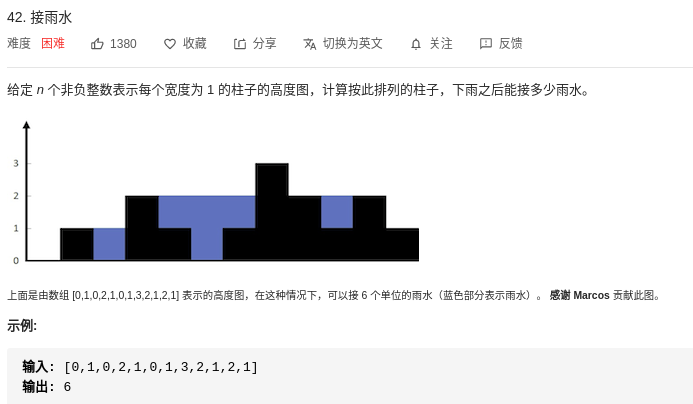 42. 接雨水
难度 困难 1380 收藏 分享 切换为英文 关注 反馈
给定 n 个非负整数表示每个宽度为 1 的柱子的高度图，计算按此排列的柱子，下雨之后能接多少雨水。
3
2
1
0
上面是由数组 [0,1,0,2,1,0,1,3,2,1,2,1] 表示的高度图，在这种情况下，可以接 6 个单位的雨水（蓝色部分表示雨水）。 感谢 Marcos 贡献此图。
示例:
输入: [0,1,0,2,1,0,1,3,2,1,2,1]
输出: 6